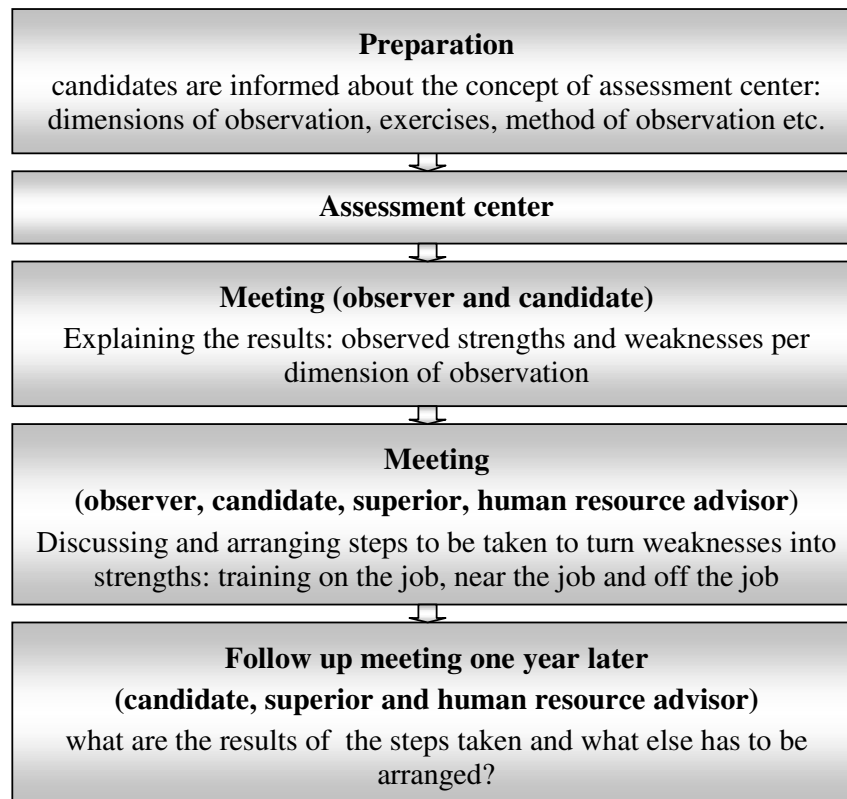 Preparation
candidates are informed about the concept of assessment center:
dimensions of observation, exercises, method of observation etc.
Assessment center
Meeting (observer and candidate)
Explaining the results: observed strengths and weaknesses per
dimension of observation
Meeting
(observer, candidate, superior, human resource advisor)
Discussing and arranging steps to be taken to turn weaknesses into
strengths: training on the job, near the job and off the job
Follow up meeting one year later
(candidate, superior and human resource advisor)
what are the results of the steps taken and what else has to be
arranged?